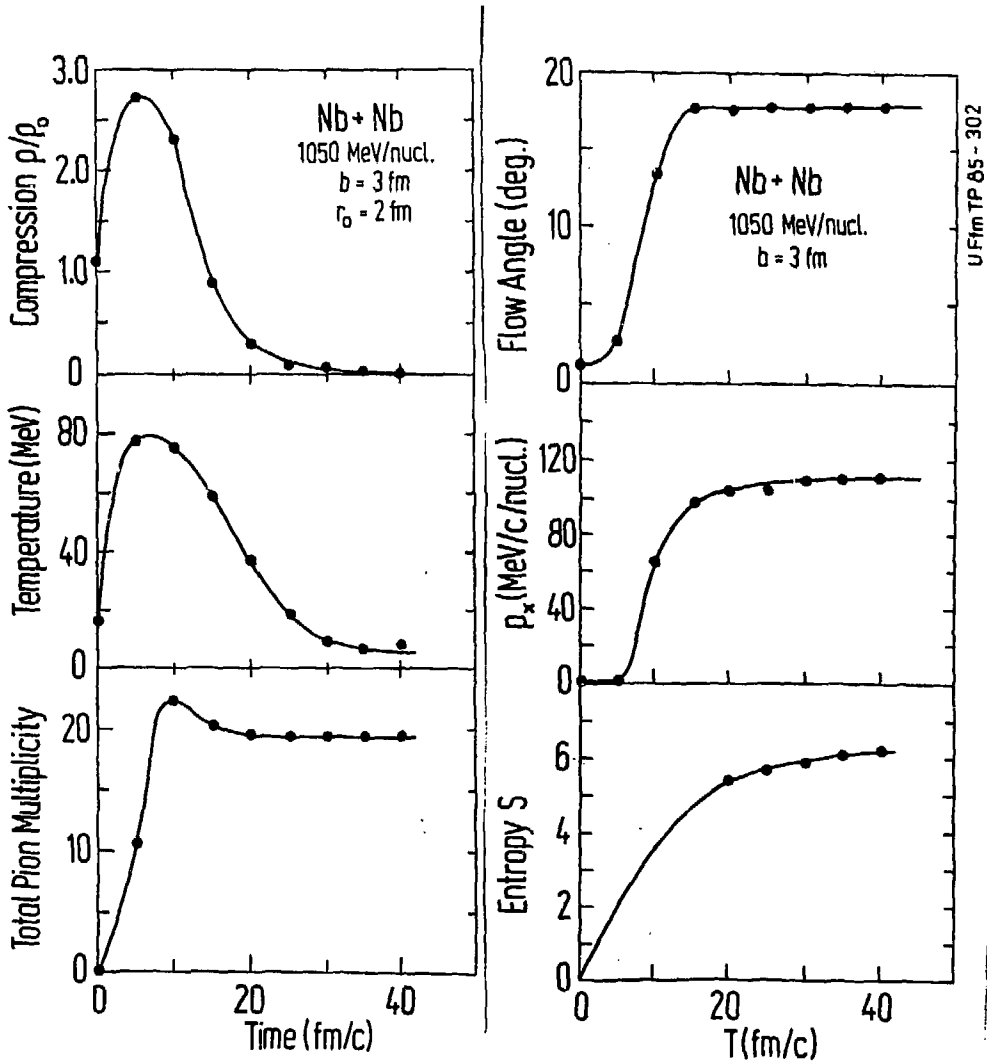 Compression ρ/ρ₀
3.0
2.0
1.0
0
Nb + Nb
1050 MeV/nucl.
b = 3 fm
r₀ = 2 fm
Temperature (MeV)
80
40
0
Total Pion Multiplicity
20
10
0
0 20 40
Time (fm/c)
Flow Angle (deg.)
20
10
0
Nb + Nb
1050 MeV/nucl.
b = 3 fm
pₓ (MeV/c/nucl.)
120
80
40
0
Entropy S
6
4
2
0
0 20 40
T (fm/c)
UFfm TP 85-302